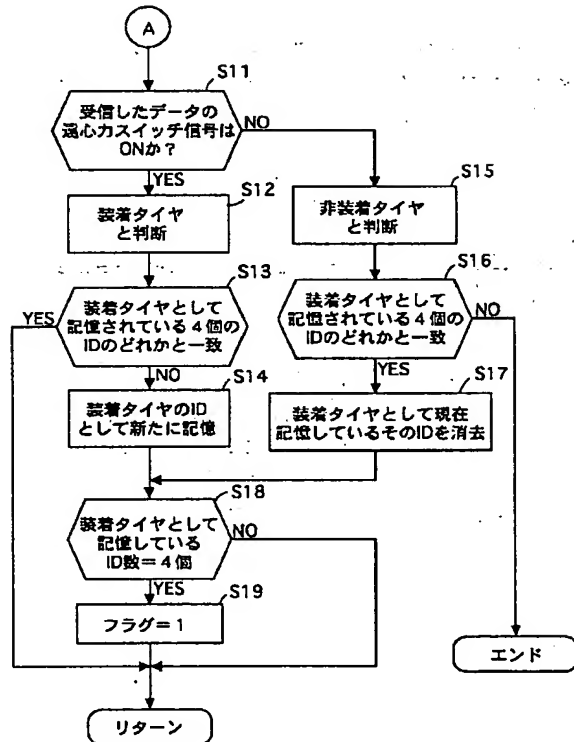 A
S11
受信したデータの
遠心力スイッチ信号は
ONか？
NO
YES
S12
装着タイヤ
と判断
S15
非装着タイヤ
と判断
S13
装着タイヤとして
記憶されている４個の
IDのどれかと一致
YES
NO
S16
装着タイヤとして
記憶されている４個の
IDのどれかと一致
NO
YES
S14
装着タイヤのID
として新たに記憶
S17
装着タイヤとして現在
記憶しているそのIDを消去
S18
装着タイヤとして
記憶している
ID数＝４個
NO
YES
S19
フラグ＝１
エンド
リターン